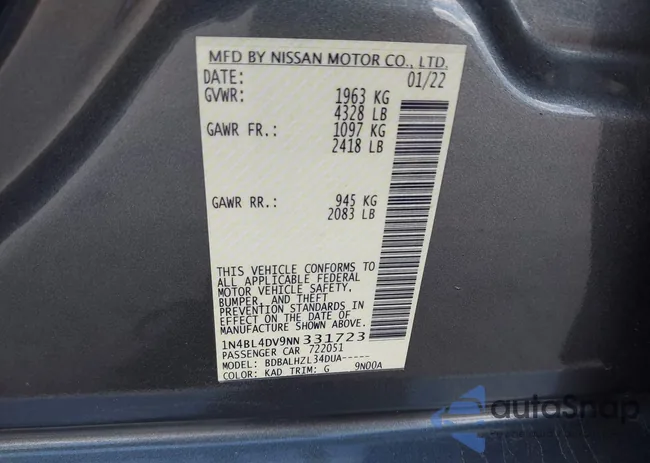 MFD BY NISSAN MOTOR CO., LTD.
DATE: 01/22
GVWR: 1963 KG
4328 LB
GAWR FR.: 1097 KG
2418 LB
GAWR RR.: 945 KG
2083 LB
THIS VEHICLE CONFORMS TO
ALL APPLICABLE FEDERAL
MOTOR VEHICLE SAFETY,
BUMPER, AND THEFT
PREVENTION STANDARDS IN
EFFECT ON THE DATE OF
MANUFACTURE SHOWN ABOVE.
1N4BL4DV9NN331723
PASSENGER CAR 722051
MODEL: BDBALHZL34DUA-----
COLOR: KAD TRIM: G 9N00A
autoSnap